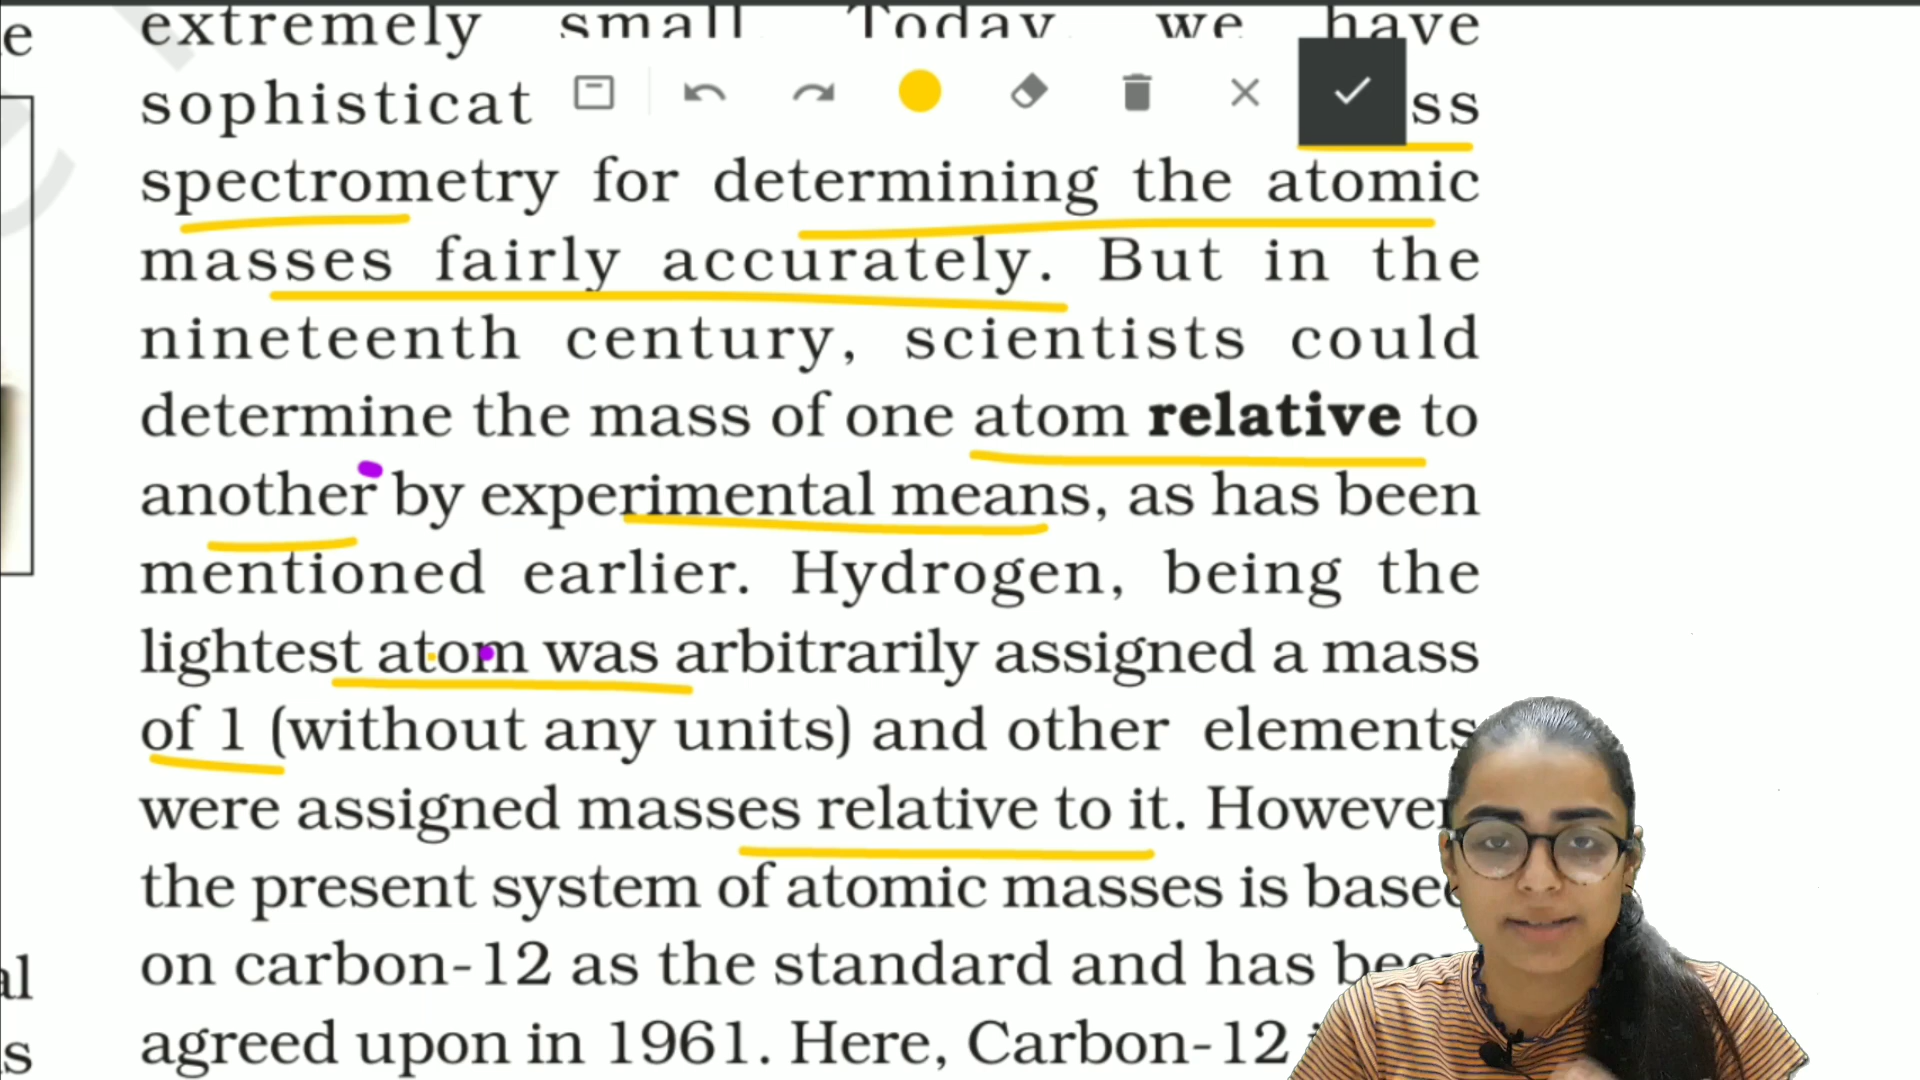 e
extremely small. Today, we have
sophisticat ss
spectrometry for determining the atomic
masses fairly accurately. But in the
nineteenth century, scientists could
determine the mass of one atom relative to
another by experimental means, as has been
mentioned earlier. Hydrogen, being the
lightest atom was arbitrarily assigned a mass
of 1 (without any units) and other elements
were assigned masses relative to it. However
the present system of atomic masses is base
on carbon-12 as the standard and has bee
al
agreed upon in 1961. Here, Carbon-12
s